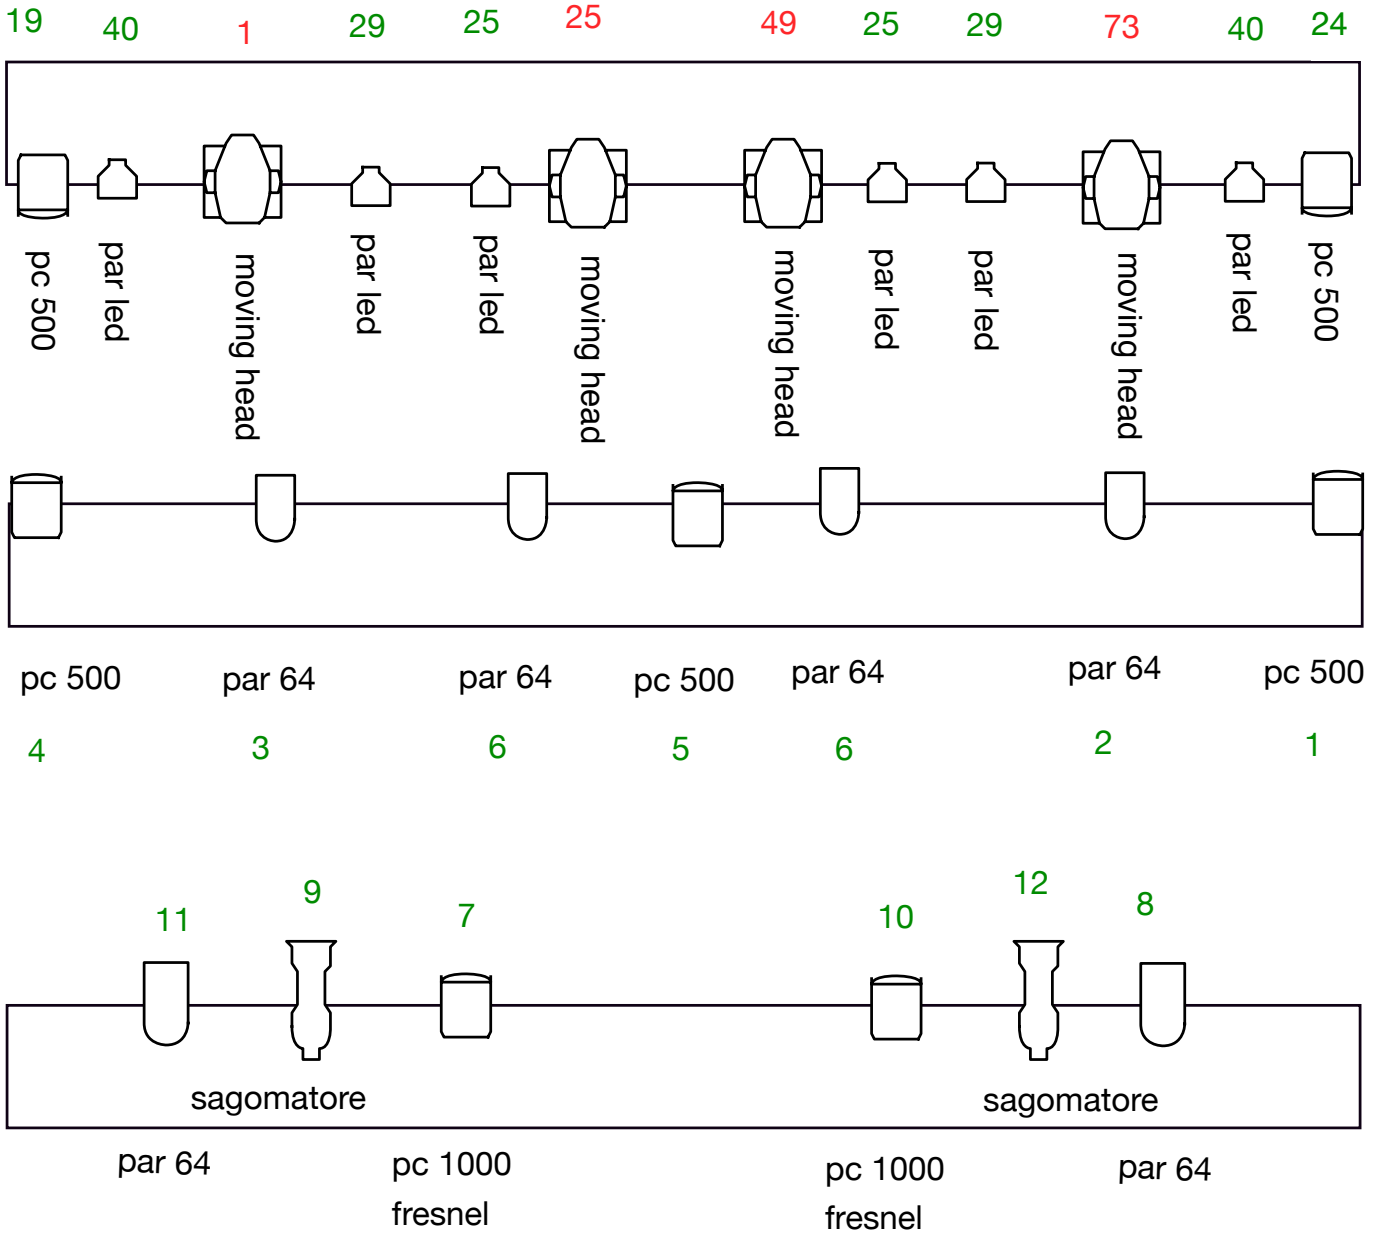 19 40 1 29 25 25 49 25 29 73 40 24
pc 500 par led moving head par led par led moving head moving head par led par led moving head par led pc 500
pc 500 par 64 par 64 pc 500 par 64 par 64 pc 500
4 3 6 5 6 2 1
11 9 7 10 12 8
sagomatore sagomatore
par 64 pc 1000 pc 1000 par 64
fresnel fresnel